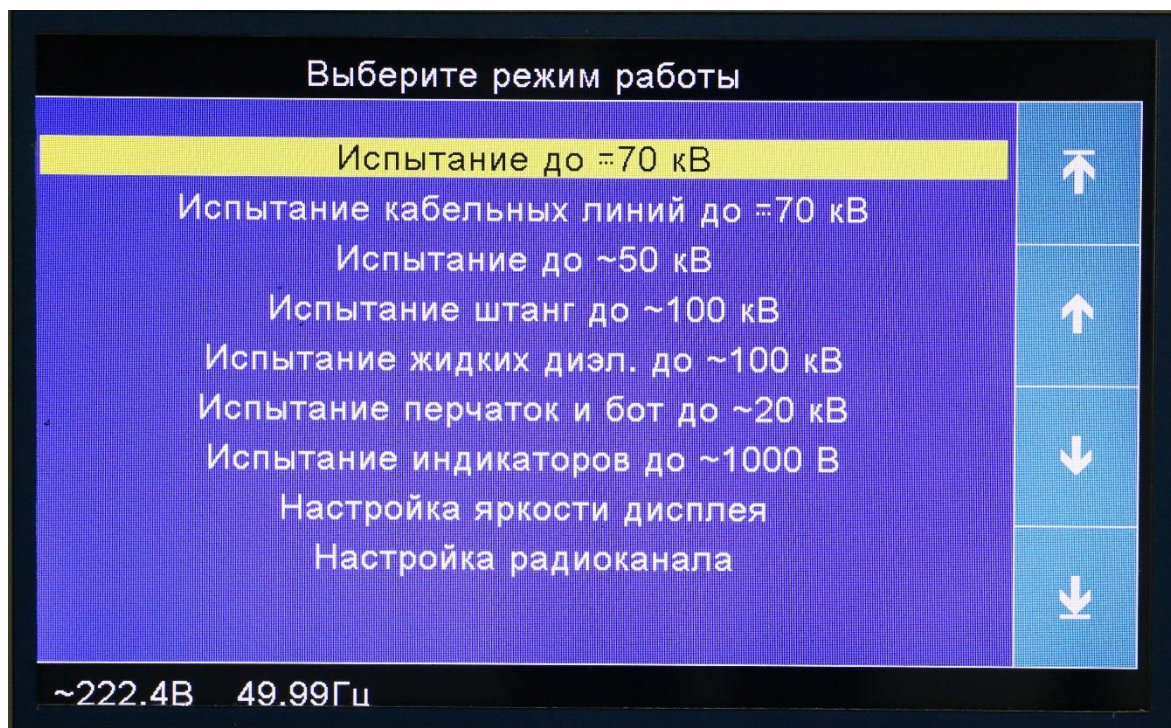 Выберите режим работы
Испытание до ⎓70 кВ
Испытание кабельных линий до ⎓70 кВ
Испытание до ~50 кВ
Испытание штанг до ~100 кВ
Испытание жидких диэл. до ~100 кВ
Испытание перчаток и бот до ~20 кВ
Испытание индикаторов до ~1000 В
Настройка яркости дисплея
Настройка радиоканала
~222.4В 49.99Гц